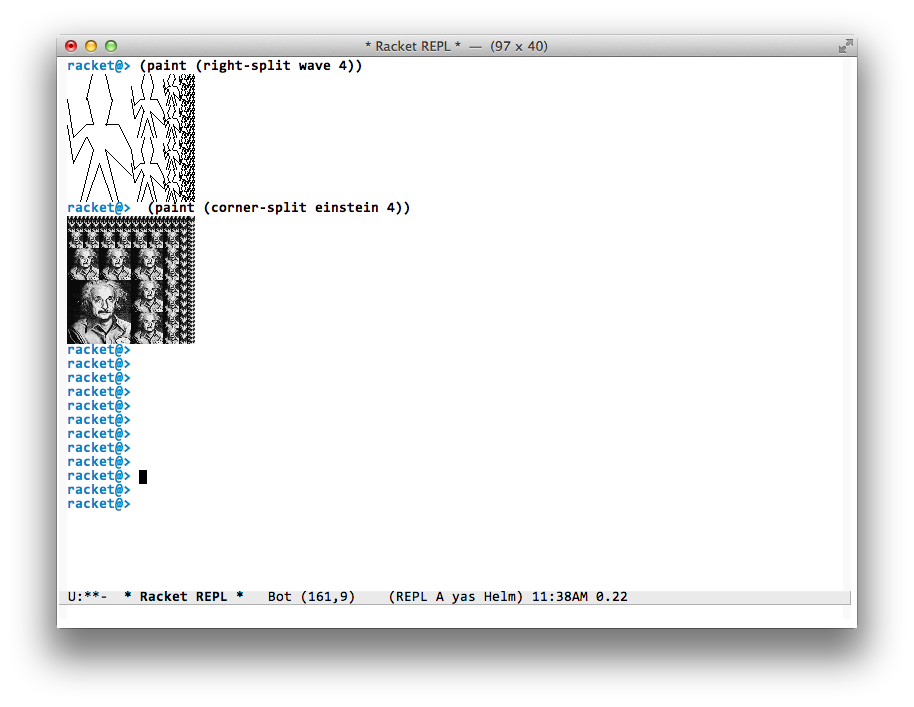 * Racket REPL * — (97 x 40)
racket@> (paint (right-split wave 4))
racket@>  (paint (corner-split einstein 4))
racket@>
racket@>
racket@>
racket@>
racket@>
racket@>
racket@>
racket@>
racket@>
racket@>
racket@>
racket@>
U:**-  * Racket REPL *   Bot (161,9)    (REPL A yas Helm) 11:38AM 0.22